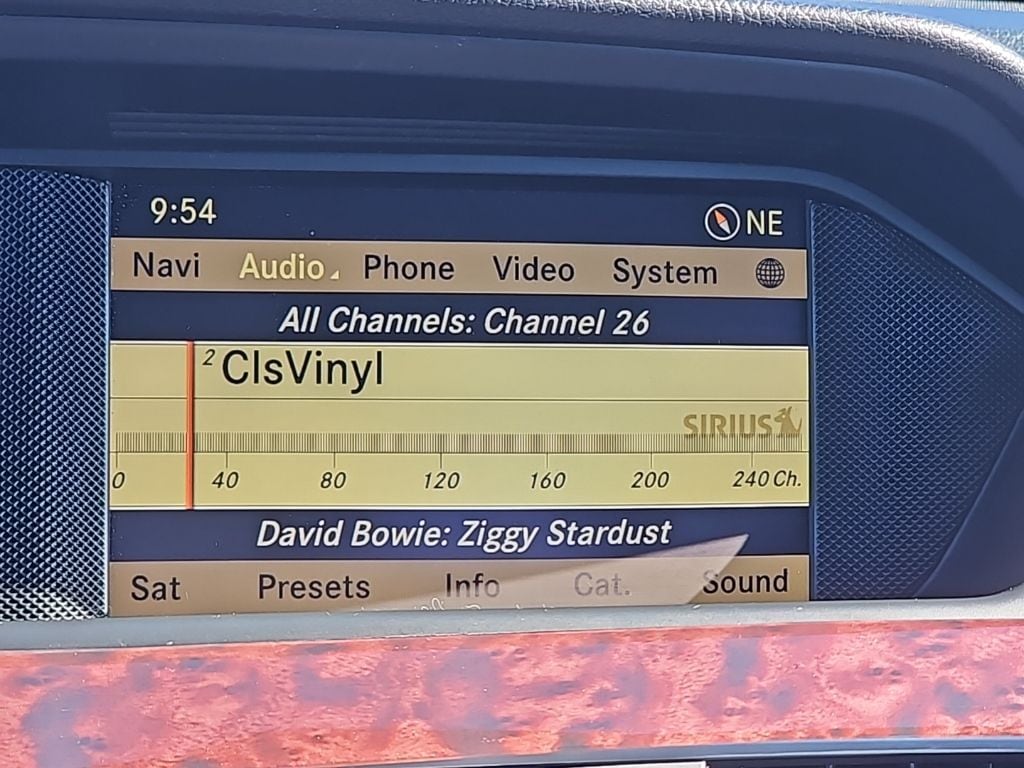 9:54 NE
Navi Audio Phone Video System
All Channels: Channel 26
2 ClsVinyl
SIRIUS
0 40 80 120 160 200 240 Ch.
David Bowie: Ziggy Stardust
Sat Presets Info Cat. Sound